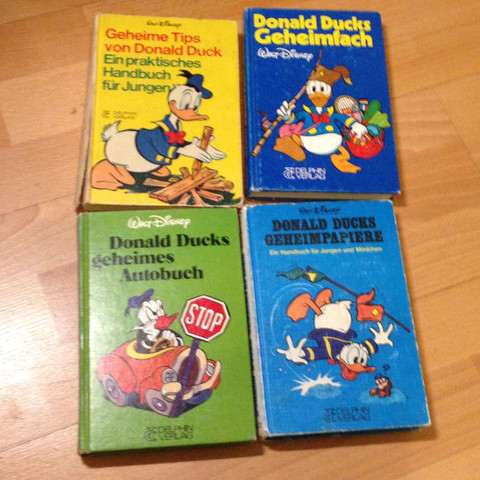 Walt Disney
Geheime Tips
von Donald Duck
Ein praktisches
Handbuch
für Jungen
DELPHIN
VERLAG
Donald Ducks
Geheimfach
Walt Disney
DELPHIN
VERLAG
Walt Disney
Donald Ducks
geheimes
Autobuch
STOP
DELPHIN
VERLAG
Walt Disney
DONALD DUCKS
GEHEIMPAPIERE
Ein Handbuch für Jungen und Mädchen
DELPHIN
VERLAG